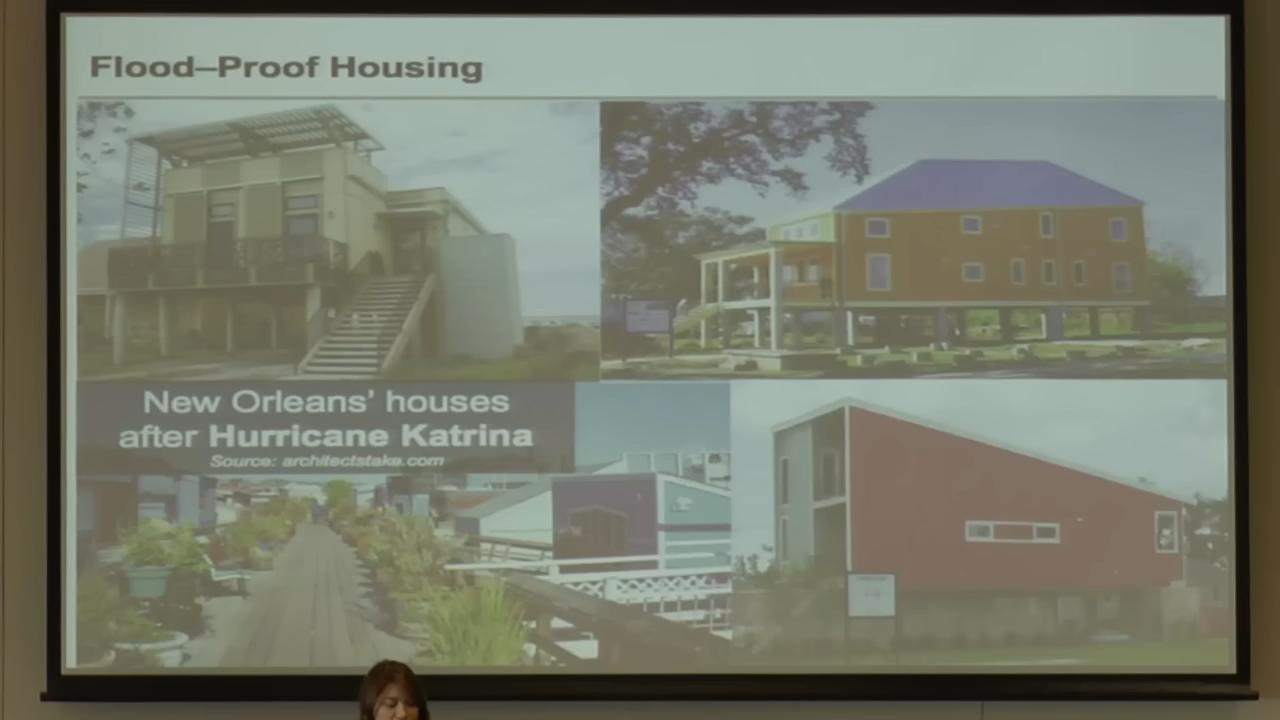 Flood–Proof Housing
New Orleans' houses
after Hurricane Katrina
Source: architectstake.com